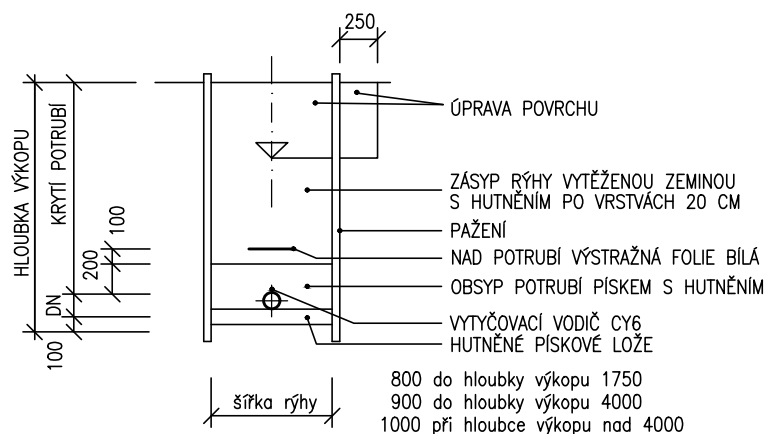 250
ÚPRAVA POVRCHU
HLOUBKA VÝKOPU
KRYTÍ POTRUBÍ
100
200
DN
100
ZÁSYP RÝHY VYTĚŽENOU ZEMINOU
S HUTNĚNÍM PO VRSTVÁCH 20 CM
PAŽENÍ
NAD POTRUBÍ VÝSTRAŽNÁ FOLIE BÍLÁ
OBSYP POTRUBÍ PÍSKEM S HUTNĚNÍM
VYTYČOVACÍ VODIČ CY6
HUTNĚNÉ PÍSKOVÉ LOŽE
šířka rýhy
800 do hloubky výkopu 1750
900 do hloubky výkopu 4000
1000 při hloubce výkopu nad 4000